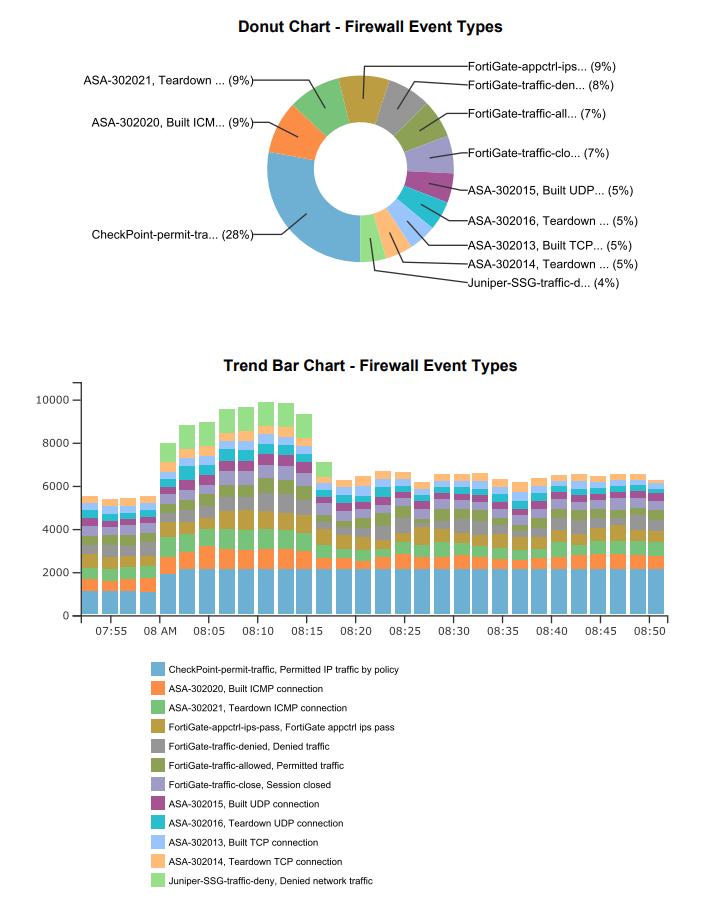 Donut Chart - Firewall Event Types
FortiGate-appctrl-ips... (9%)
ASA-302021, Teardown ... (9%)
FortiGate-traffic-den... (8%)
FortiGate-traffic-all... (7%)
ASA-302020, Built ICM... (9%)
FortiGate-traffic-clo... (7%)
ASA-302015, Built UDP... (5%)
ASA-302016, Teardown ... (5%)
CheckPoint-permit-tra... (28%)
ASA-302013, Built TCP... (5%)
ASA-302014, Teardown ... (5%)
Juniper-SSG-traffic-d... (4%)
Trend Bar Chart - Firewall Event Types
10000
8000
6000
4000
2000
0
07:55 08 AM 08:05 08:10 08:15 08:20 08:25 08:30 08:35 08:40 08:45 08:50
CheckPoint-permit-traffic, Permitted IP traffic by policy
ASA-302020, Built ICMP connection
ASA-302021, Teardown ICMP connection
FortiGate-appctrl-ips-pass, FortiGate appctrl ips pass
FortiGate-traffic-denied, Denied traffic
FortiGate-traffic-allowed, Permitted traffic
FortiGate-traffic-close, Session closed
ASA-302015, Built UDP connection
ASA-302016, Teardown UDP connection
ASA-302013, Built TCP connection
ASA-302014, Teardown TCP connection
Juniper-SSG-traffic-deny, Denied network traffic